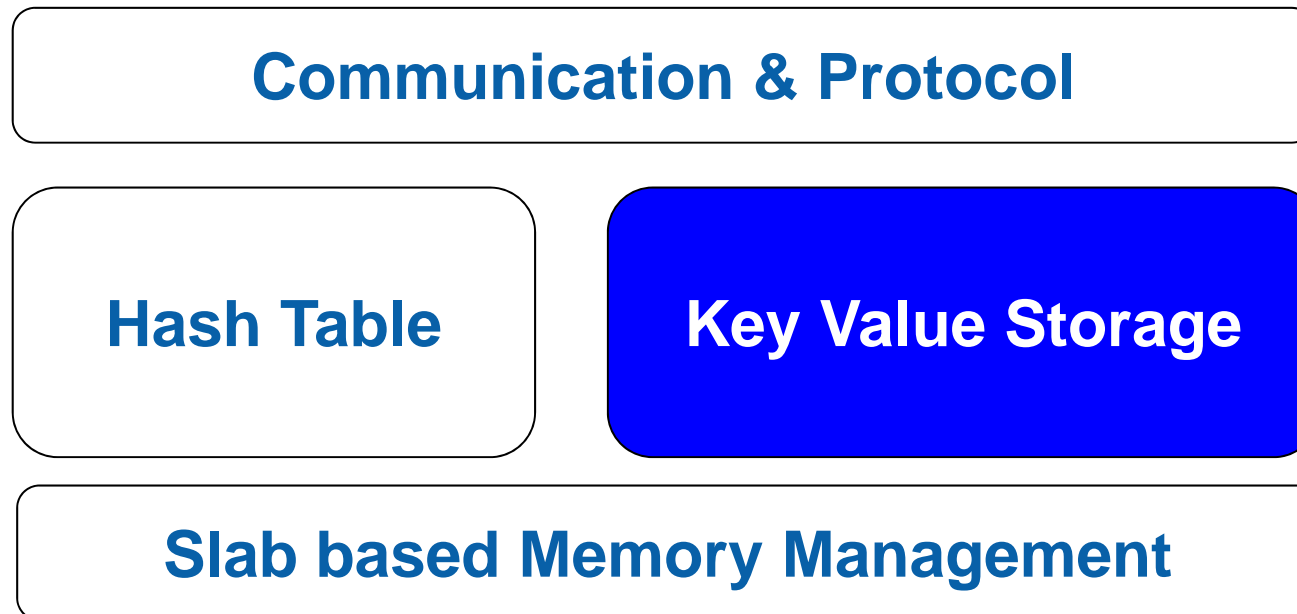 Communication & Protocol
Hash Table
Key Value Storage
Slab based Memory Management